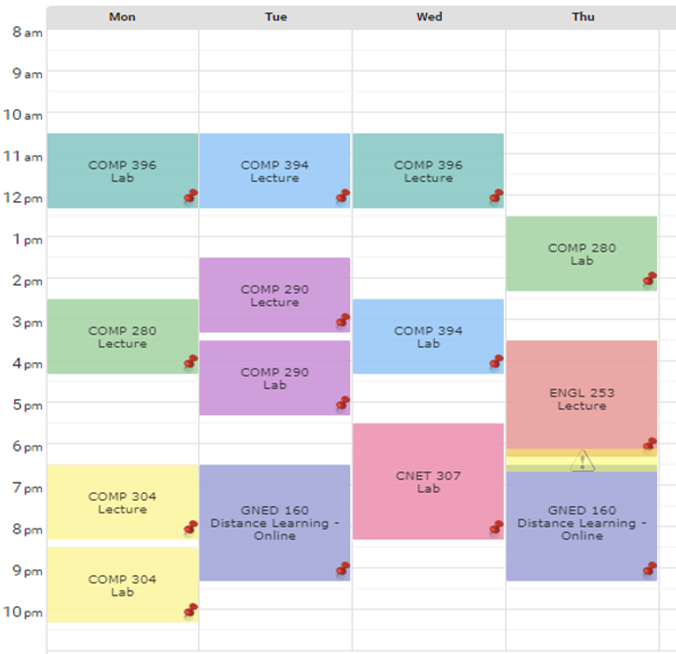 Mon Tue Wed Thu
8 am
9 am
10 am
11 am
12 pm
1 pm
2 pm
3 pm
4 pm
5 pm
6 pm
7 pm
8 pm
9 pm
10 pm
COMP 396
Lab
COMP 280
Lecture
COMP 304
Lecture
COMP 304
Lab
COMP 394
Lecture
COMP 290
Lecture
COMP 290
Lab
GNED 160
Distance Learning -
Online
COMP 396
Lecture
COMP 394
Lab
CNET 307
Lab
COMP 280
Lab
ENGL 253
Lecture
GNED 160
Distance Learning -
Online